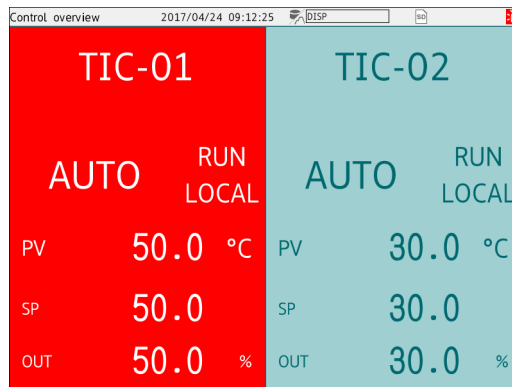 Control overview 2017/04/24 09:12:25 DISP SD
TIC-01
AUTO
RUN
LOCAL
PV 50.0 °C
SP 50.0
OUT 50.0 %
TIC-02
AUTO
RUN
LOCAL
PV 30.0 °C
SP 30.0
OUT 30.0 %